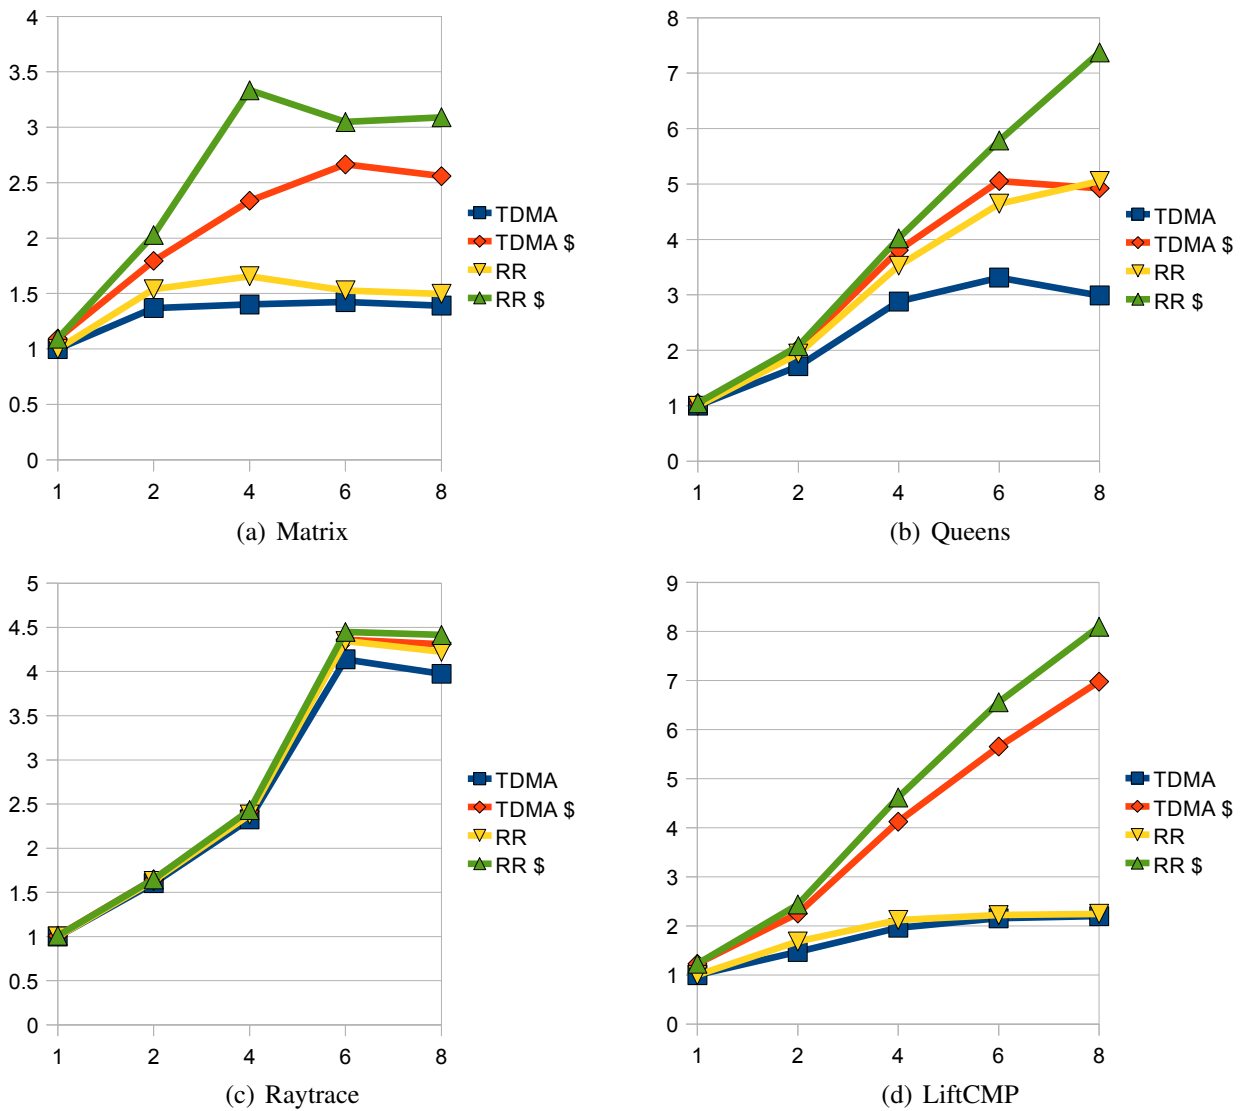 4
3.5
3
2.5
2
1.5
1
0.5
0
1 2 4 6 8
TDMA
TDMA $
RR
RR $
(a) Matrix
8
7
6
5
4
3
2
1
0
1 2 4 6 8
TDMA
TDMA $
RR
RR $
(b) Queens
5
4.5
4
3.5
3
2.5
2
1.5
1
0.5
0
1 2 4 6 8
TDMA
TDMA $
RR
RR $
(c) Raytrace
9
8
7
6
5
4
3
2
1
0
1 2 4 6 8
TDMA
TDMA $
RR
RR $
(d) LiftCMP